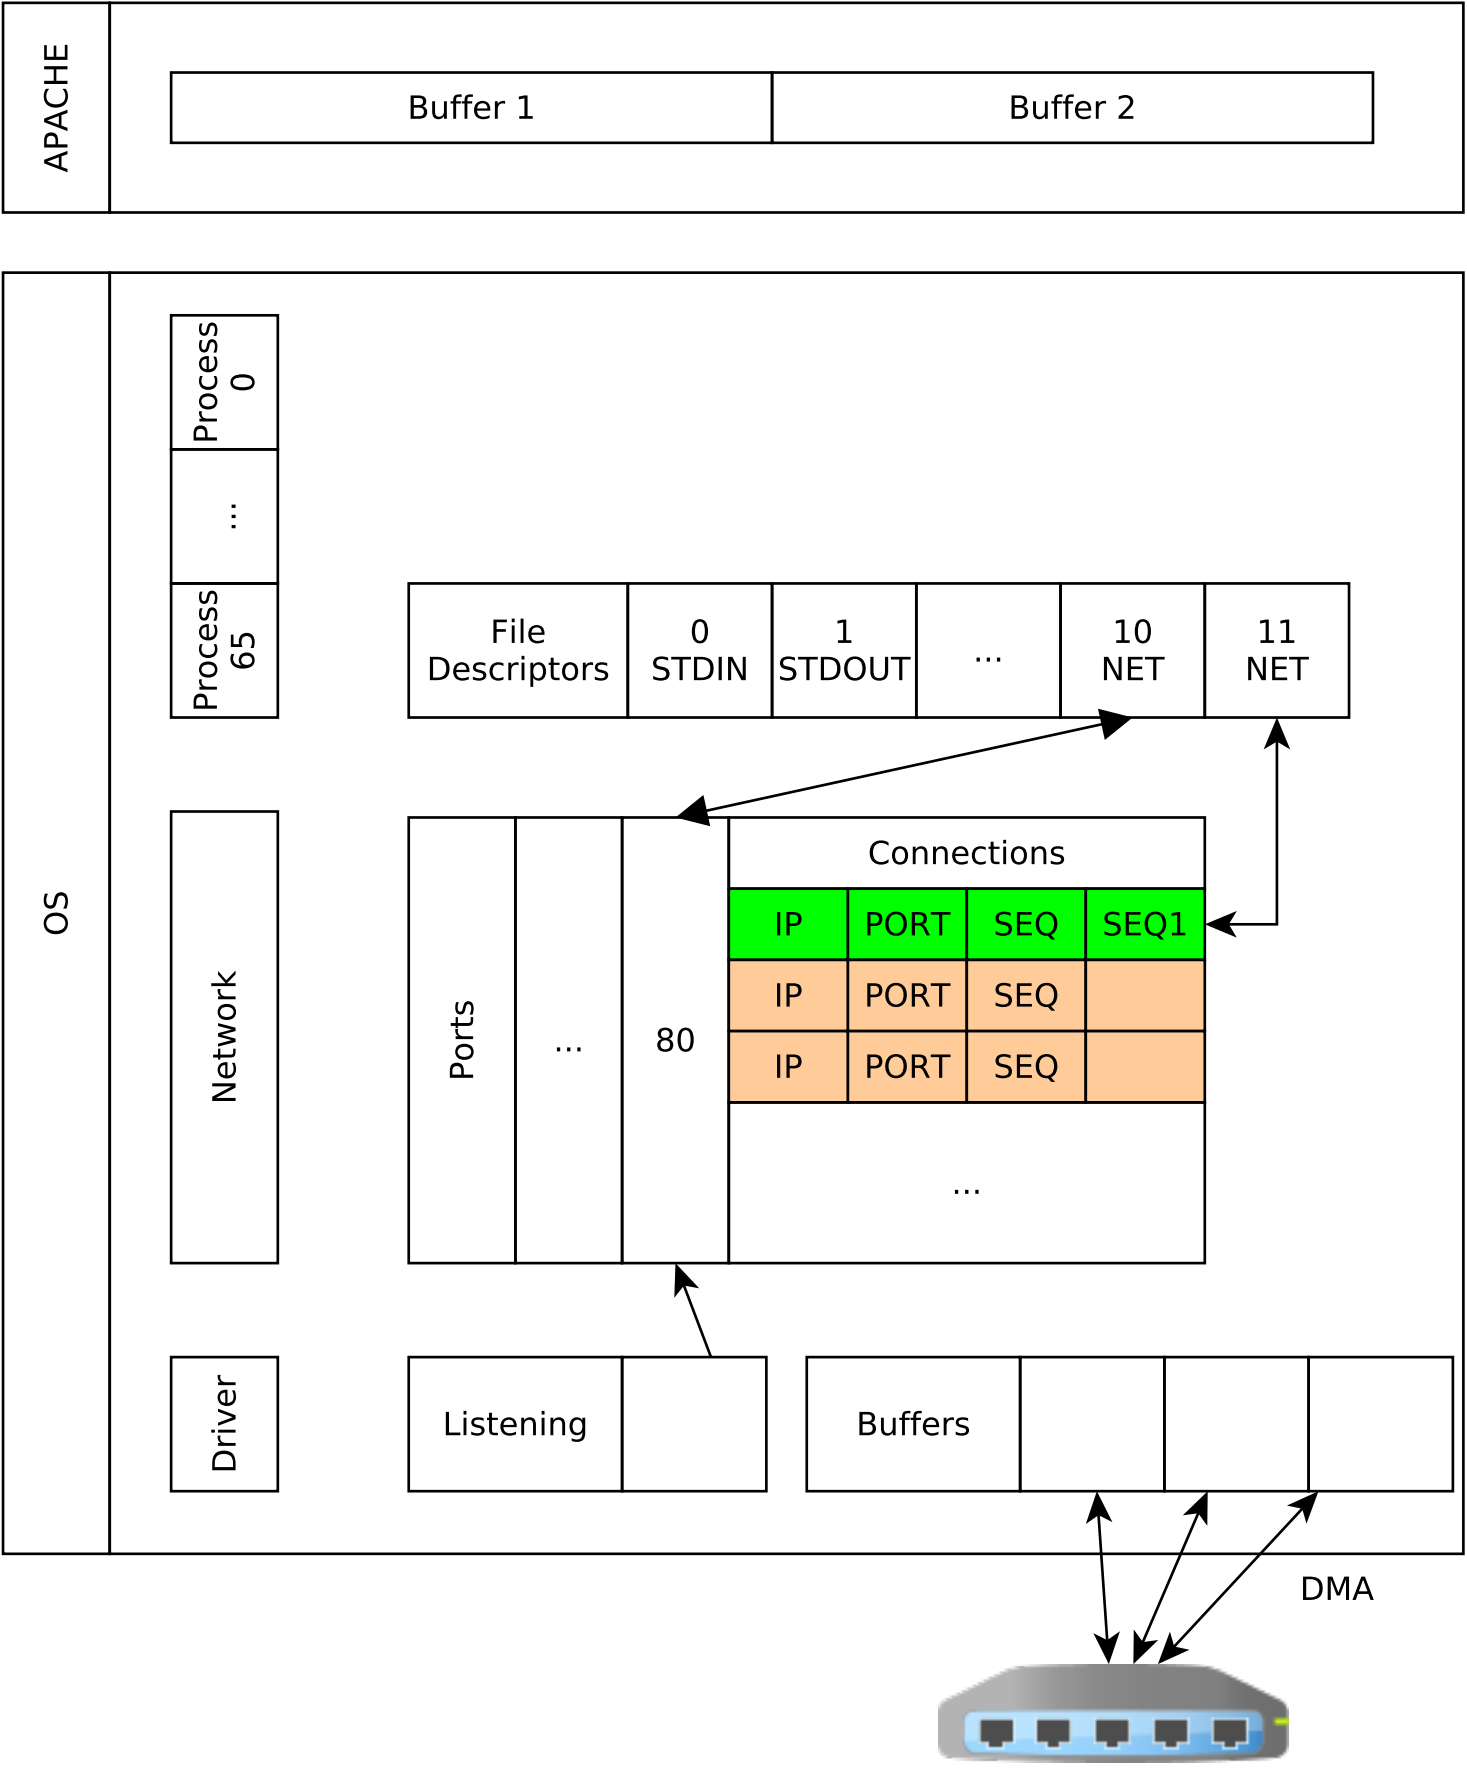 APACHE
Buffer 1
Buffer 2
OS
Process
0
...
Process
65
File
Descriptors
0
STDIN
1
STDOUT
...
10
NET
11
NET
Network
Ports
...
80
Connections
IP PORT SEQ SEQ1
IP PORT SEQ
IP PORT SEQ
...
Driver
Listening
Buffers
DMA